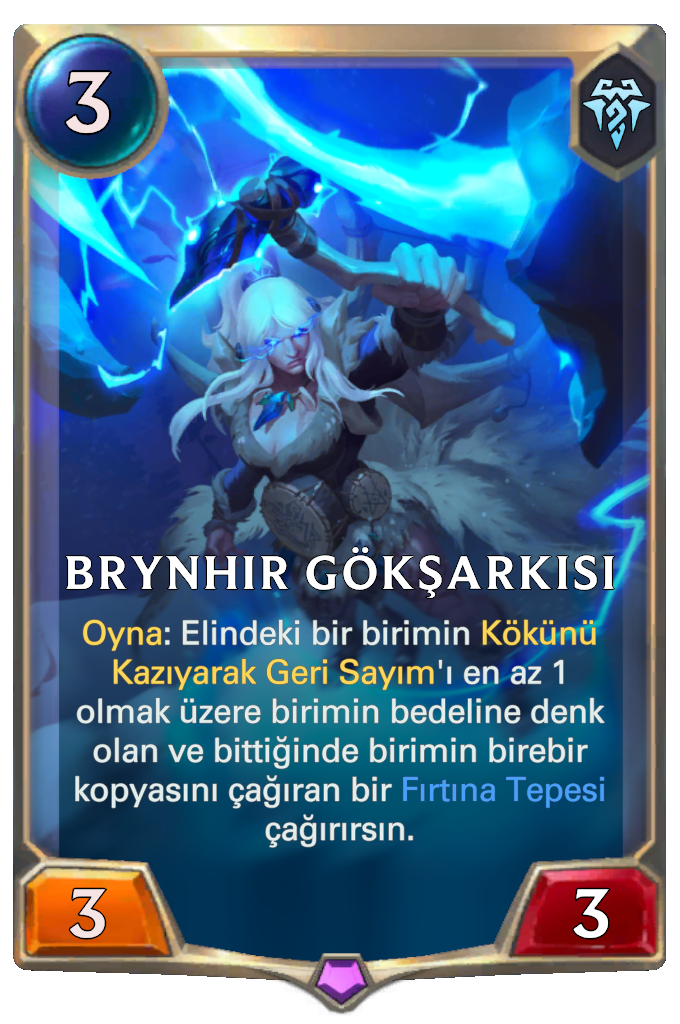 3
BRYNHIR GÖKŞARKISI
Oyna: Elindeki bir birimin Kökünü
Kazıyarak Geri Sayım'ı en az 1
olmak üzere birimin bedeline denk
olan ve bittiğinde birimin birebir
kopyasını çağıran bir Fırtına Tepesi
çağırırsın.
3
3